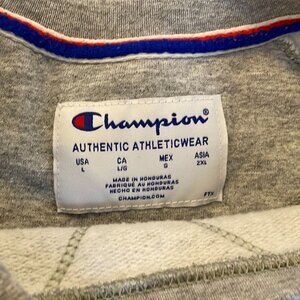 Champion®
AUTHENTIC ATHLETICWEAR
USA CA MEX ASIA
L L/G G 2XL
MADE IN HONDURAS
FABRIQUÉ AU HONDURAS
HECHO EN HONDURAS
CHAMPION.COM